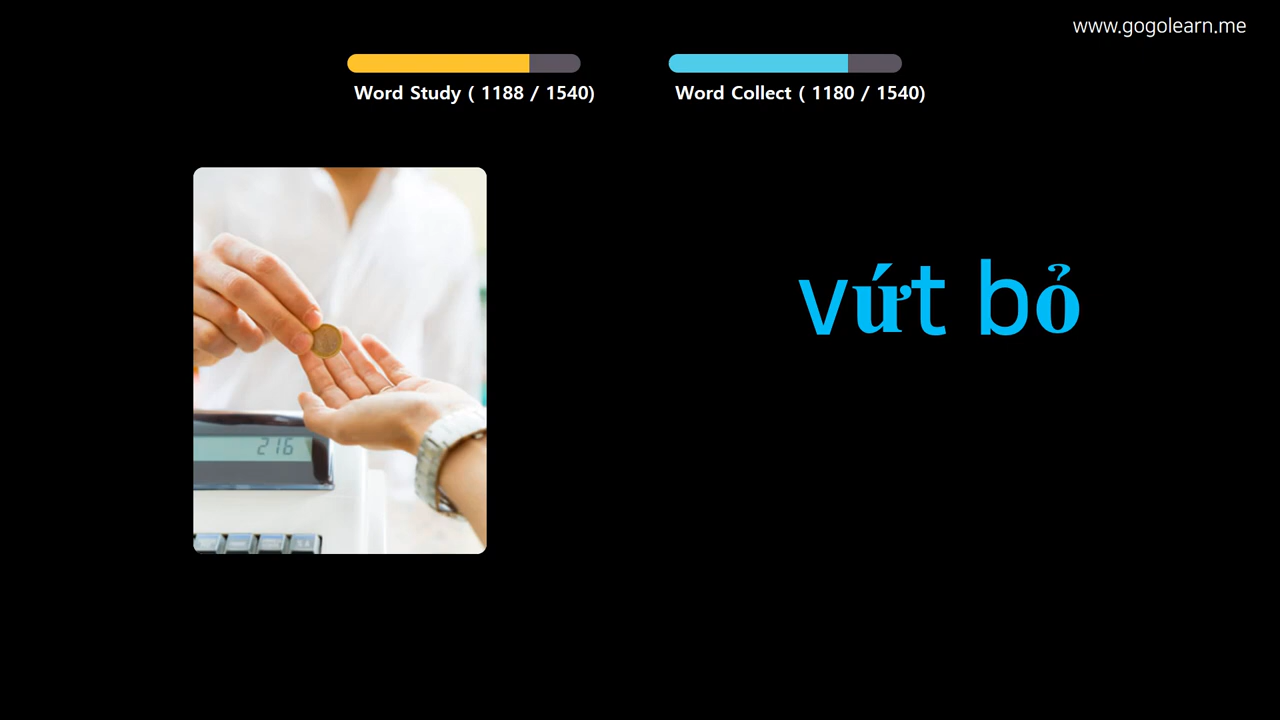 www.gogolearn.me
Word Study ( 1188 / 1540)
Word Collect ( 1180 / 1540)
vứt bỏ
216